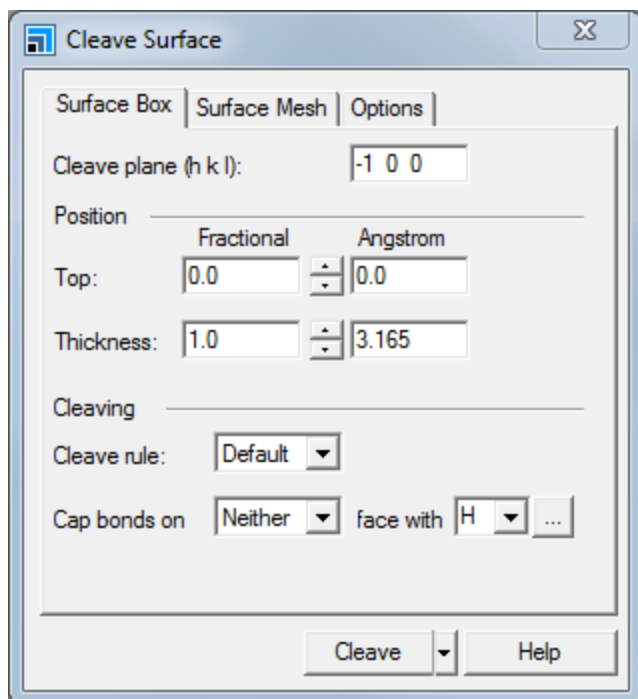 Cleave Surface
Surface Box Surface Mesh Options
Cleave plane (h k l): -1 0 0
Position
Fractional Angstrom
Top: 0.0 0.0
Thickness: 1.0 3.165
Cleaving
Cleave rule: Default
Cap bonds on Neither face with H ...
Cleave Help